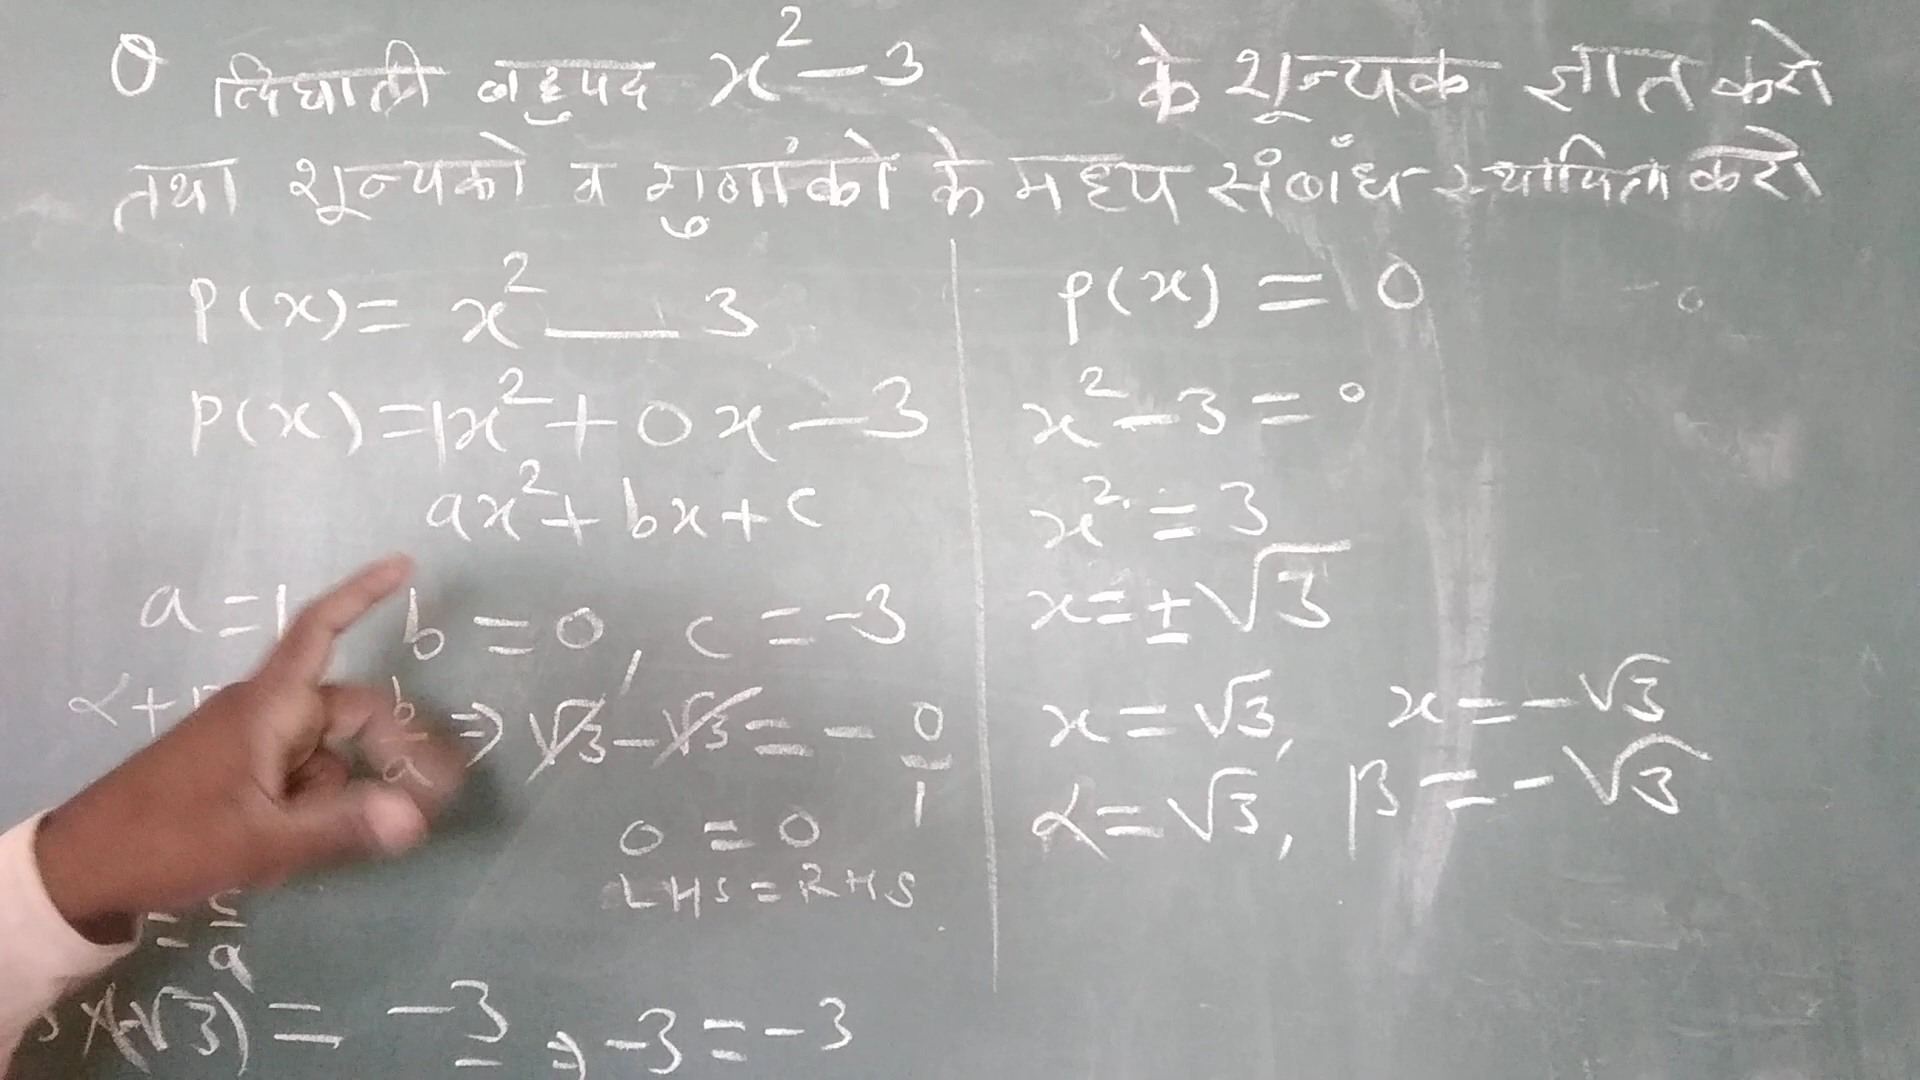 Q द्विघाती बहुपद x² - 3 के शून्यक ज्ञात करो
तथा शून्यको व गुणांको के मध्य संबंध स्थापित करो
P(x) = x² — 3
P(x) = 1x² + 0x - 3
ax² + bx + c
a = 1 b = 0, c = -3
α + b/a ⇒ √3 - √3 = - 0/1
0 = 0
LHS = RHS
= c/a
×(-√3) = -3 ⇒ -3 = -3
p(x) = 0
x² - 3 = 0
x² = 3
x = ±√3
x = √3, x = -√3
α = √3, β = -√3